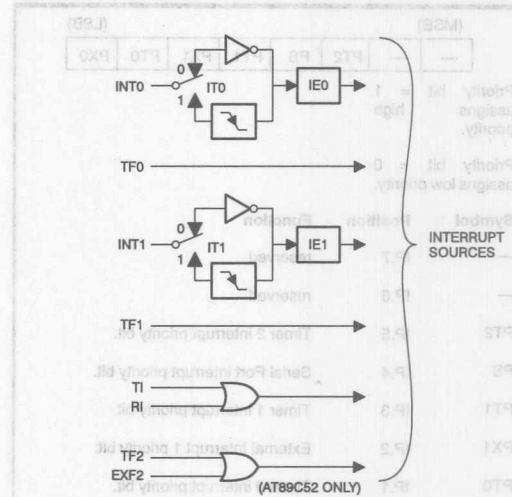 0
INT0
IT0
IE0
1
TF0
0
INT1
IT1
IE1
1
INTERRUPT
SOURCES
TF1
TI
RI
TF2
EXF2
(AT89C52 ONLY)
(MSB) (LSB)
— — PT2 PS PT1 PX1 PT0 PX0
Priority bit = 1
assigns high
priority.
Priority bit = 0
assigns low priority.
Symbol Position Function
— IP.7 reserved
— IP.6 reserved
PT2 IP.5 Timer 2 interrupt priority bit.
PS IP.4 Serial Port interrupt priority bit.
PT1 IP.3 Timer 1 interrupt priority bit.
PX1 IP.2 External interrupt 1 priority bit.
PT0 IP.1 interrupt priority bit.